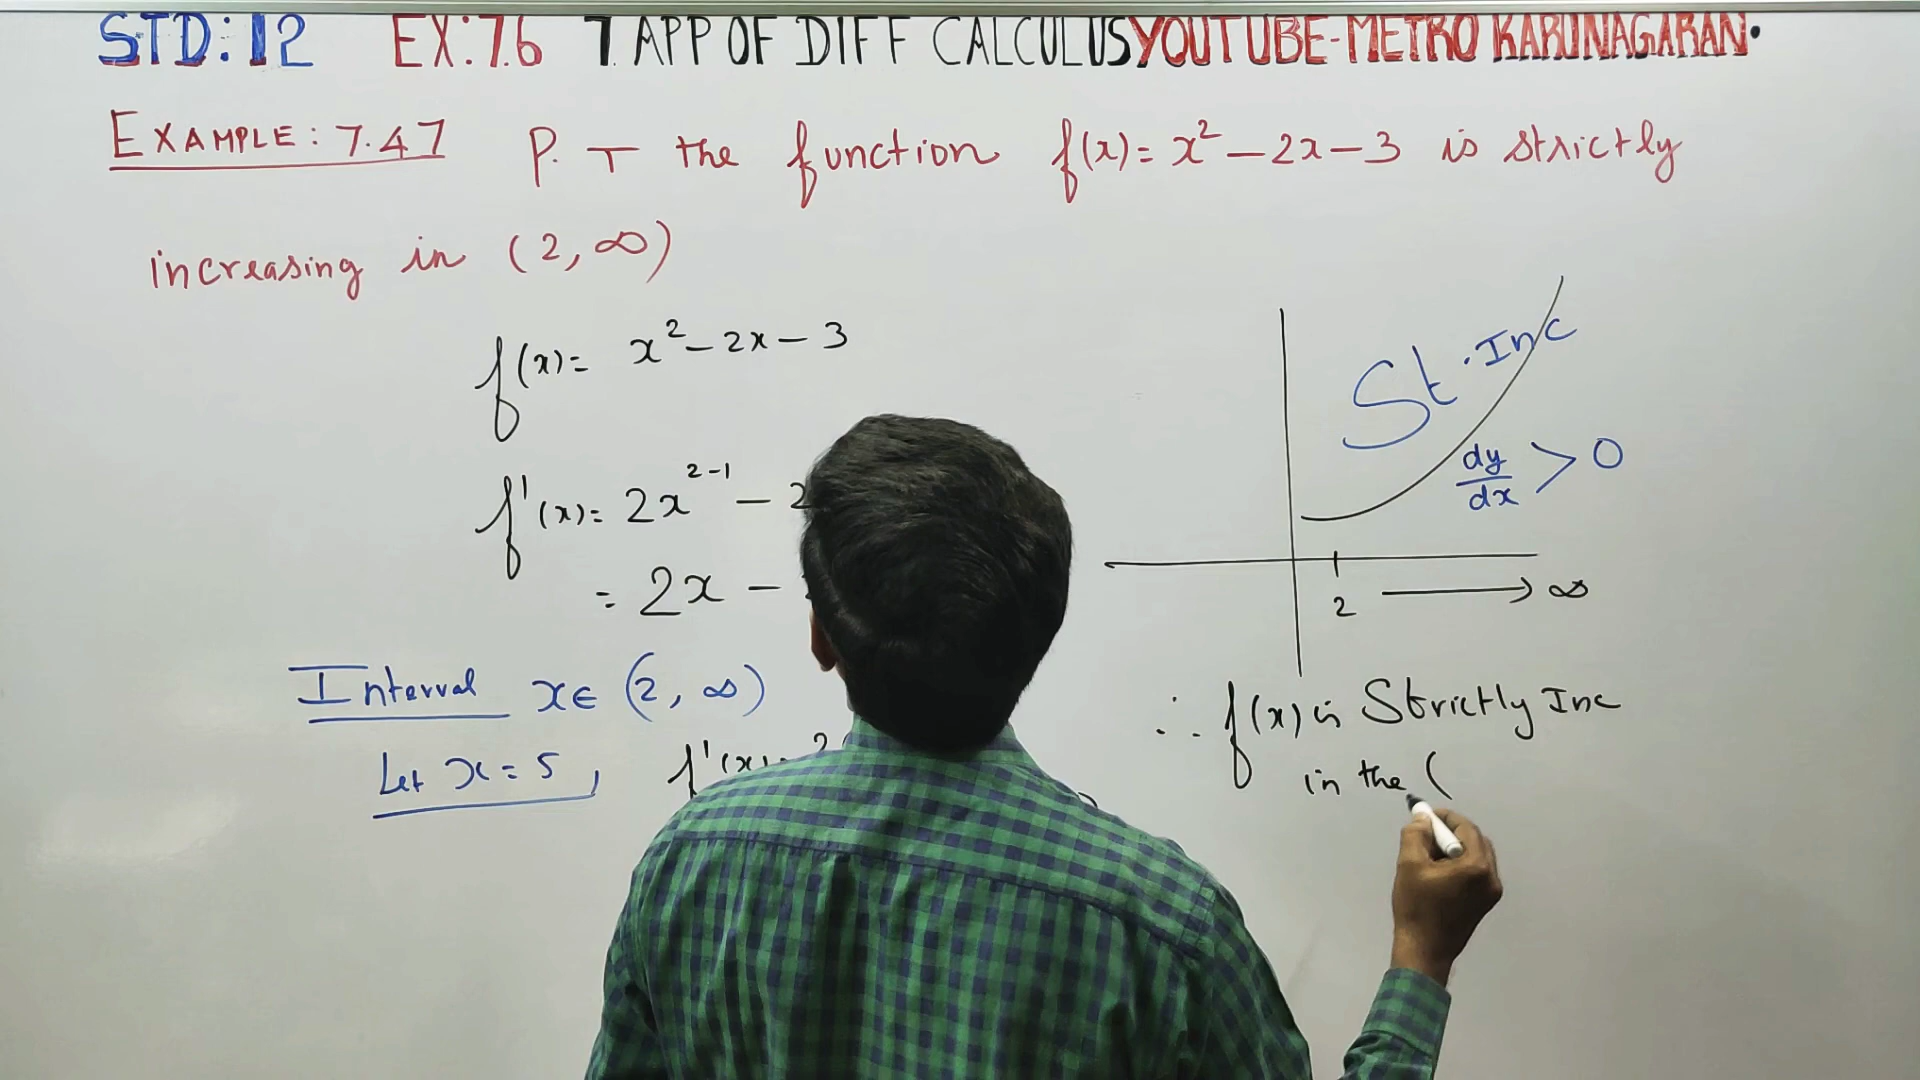 STD: 12 EX: 7.6 7 APP OF DIFF CALCULUS YOUTUBE-METRO KARUNAGARAN.
EXAMPLE: 7.47 P. T the function f(x)= x² – 2x – 3 is strictly
increasing in (2, ∞)
f(x)= x² – 2x – 3
f'(x)= 2x²⁻¹ – 2
= 2x –
Interval x∈ (2, ∞)
Let x = 5, f'(x)= 2(
St. Inc
dy/dx > 0
2 → ∞
∴ f(x) is Strictly Inc
in the (